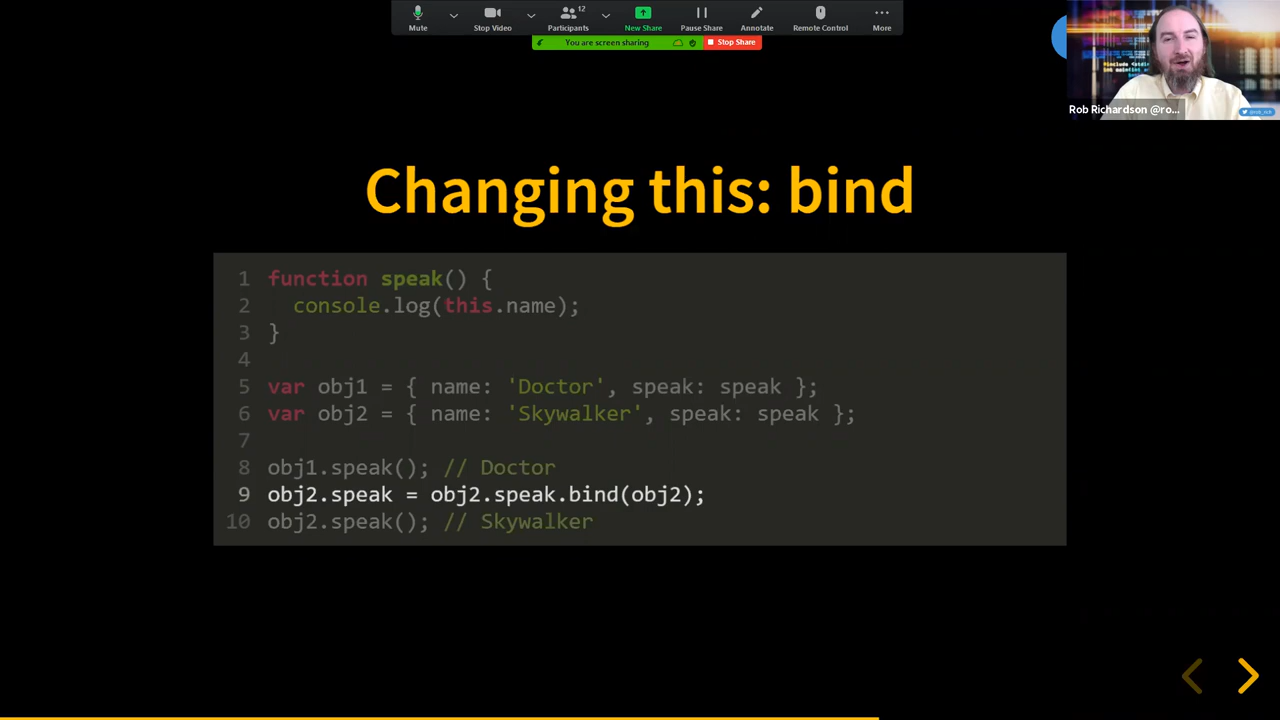 Mute
Stop Video
Participants
12
New Share
Pause Share
Annotate
Remote Control
More
You are screen sharing
Stop Share
Rob Richardson @ro...
Changing this: bind
1 function speak() {
2 console.log(this.name);
3 }
4
5 var obj1 = { name: 'Doctor', speak: speak };
6 var obj2 = { name: 'Skywalker', speak: speak };
7
8 obj1.speak(); // Doctor
9 obj2.speak = obj2.speak.bind(obj2);
10 obj2.speak(); // Skywalker